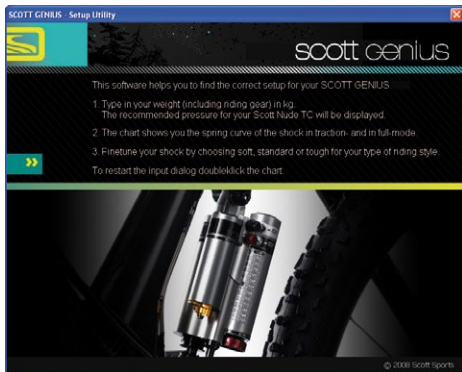 SCOTT GENIUS - Setup Utility
scott genius
This software helps you to find the correct setup for your SCOTT GENIUS
1. Type in your weight (including riding gear) in kg.
The recommended pressure for your Scott Nude TC will be displayed.
2. The chart shows you the spring curve of the shock in traction- and in full-mode.
3. Finetune your shock by choosing soft, standard or tough for your type of riding style.
To restart the input dialog doubleklick the chart.
© 2008 Scott Sports